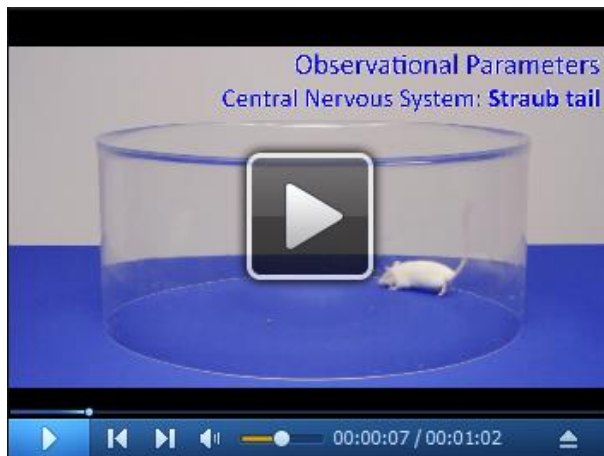 Observational Parameters
Central Nervous System: Straub tail
00:00:07 / 00:01:02